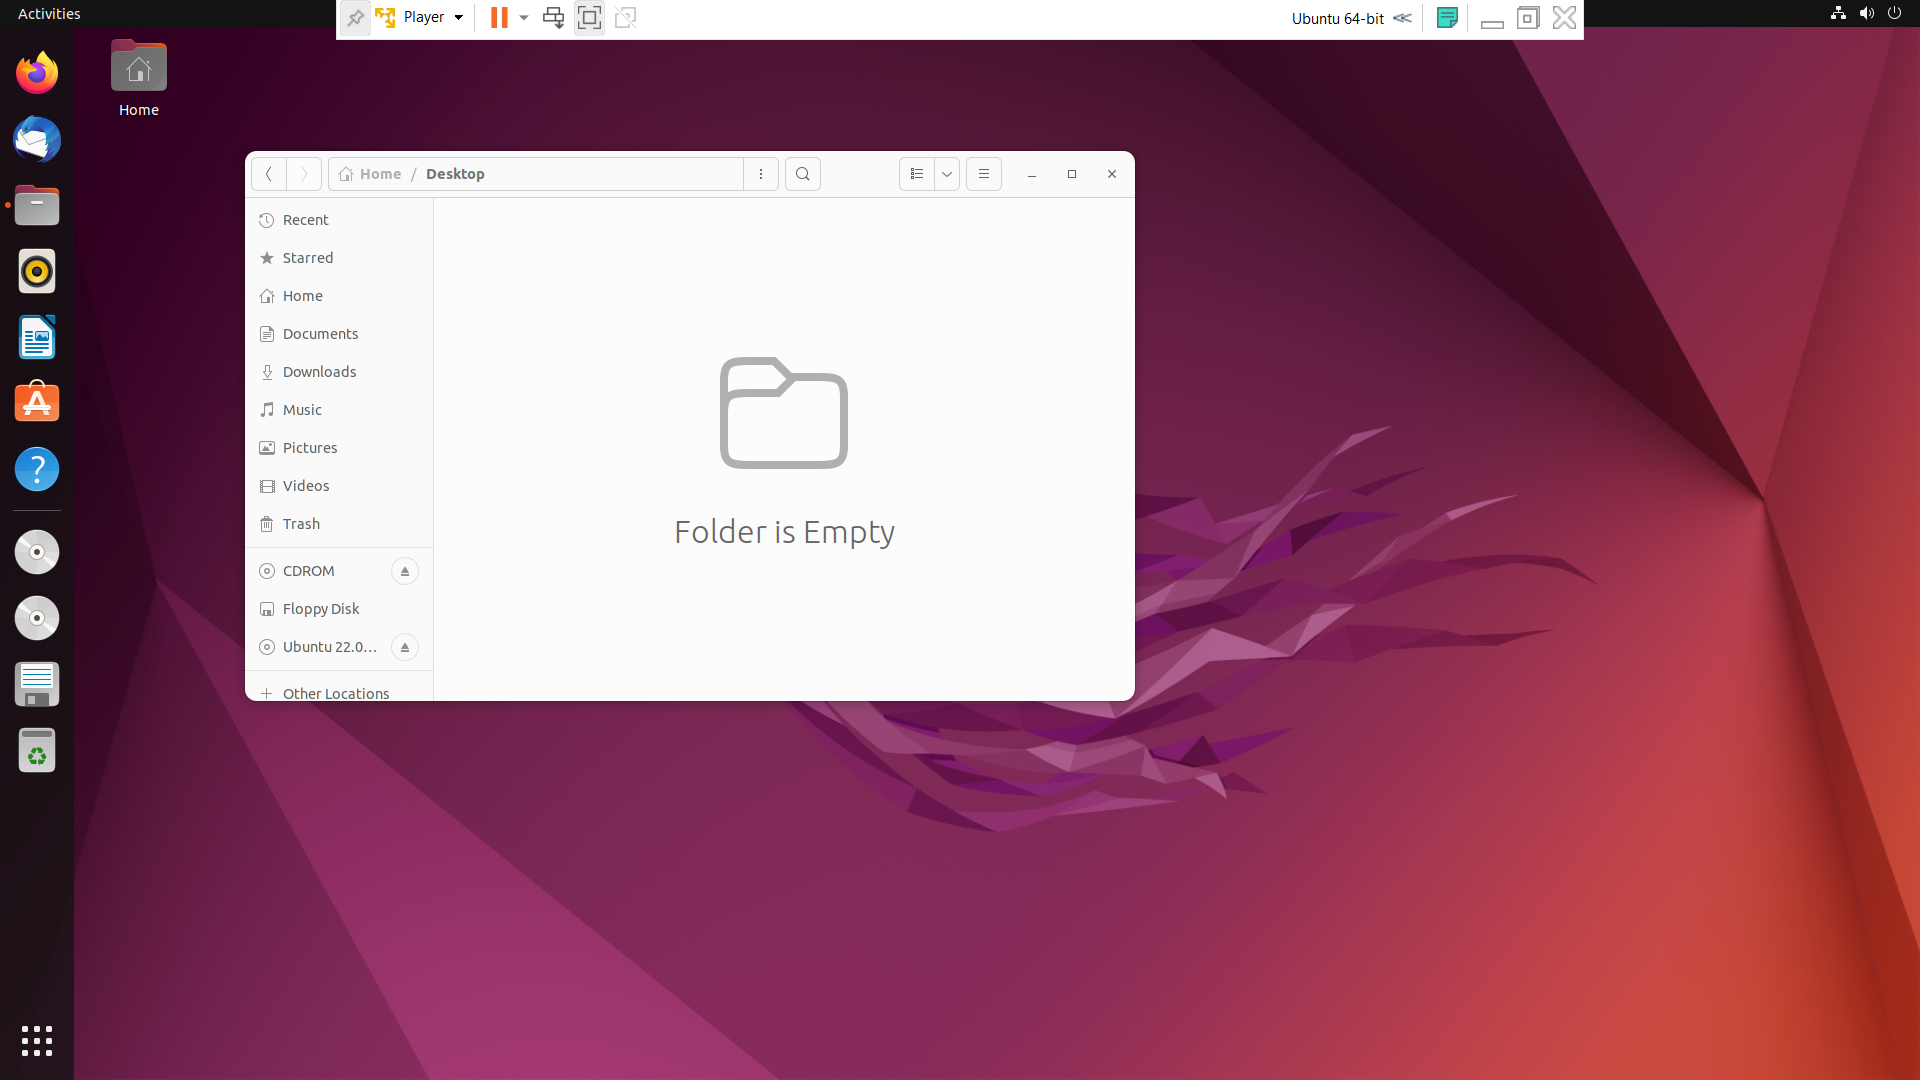 Activities
Player
Ubuntu 64-bit
Home
Home / Desktop
Recent
Starred
Home
Documents
Downloads
Music
Pictures
Videos
Trash
CDROM
Floppy Disk
Ubuntu 22.0…
Other Locations
Folder is Empty